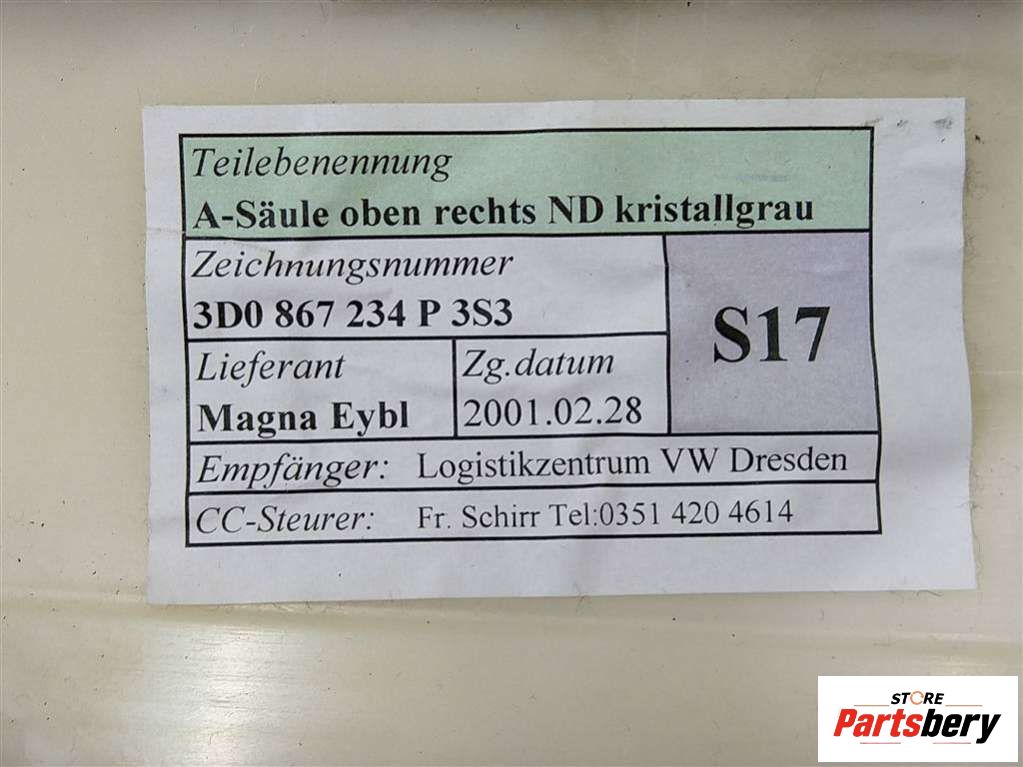 Teilebenennung
A-Säule oben rechts ND kristallgrau
Zeichnungsnummer
3D0 867 234 P 3S3
S17
Lieferant
Magna Eybl
Zg.datum
2001.02.28
Empfänger: Logistikzentrum VW Dresden
CC-Steurer: Fr. Schirr Tel:0351 420 4614
STORE
Partsbery